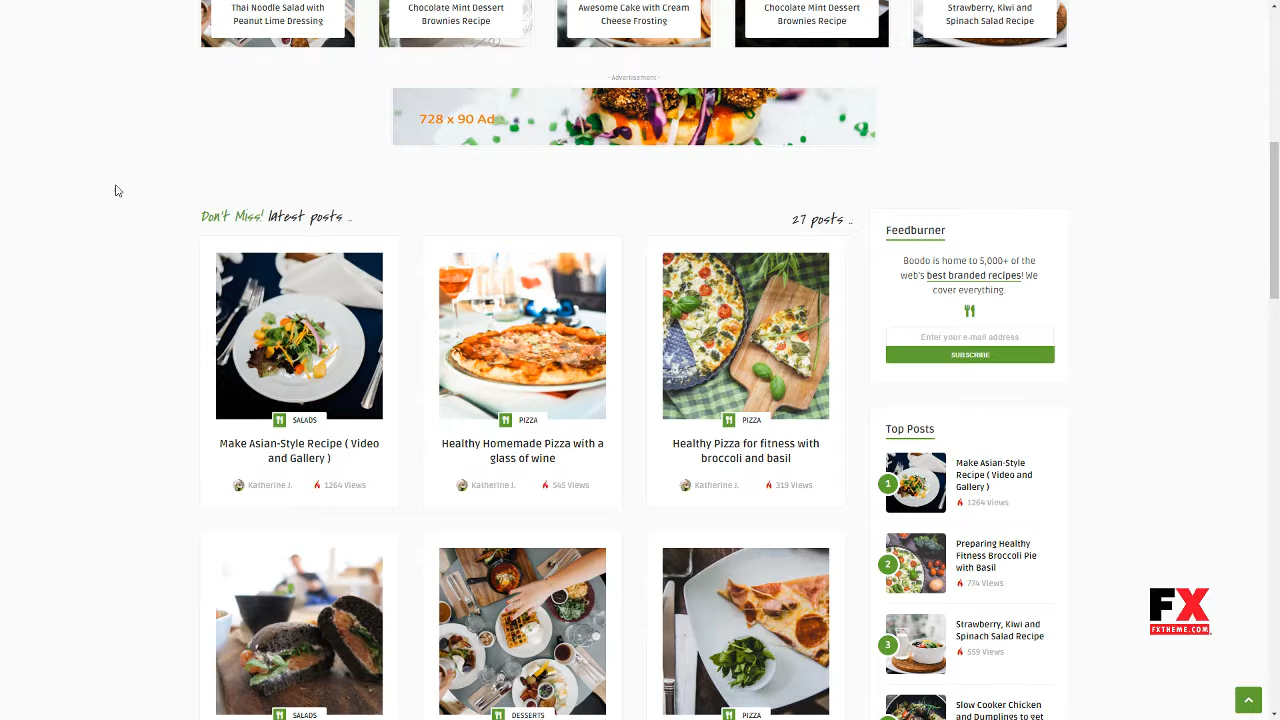 Thai Noodle Salad with
Peanut Lime Dressing
Chocolate Mint Dessert
Brownies Recipe
Awesome Cake with Cream
Cheese Frosting
Chocolate Mint Dessert
Brownies Recipe
Strawberry, Kiwi and
Spinach Salad Recipe
- Advertisement -
728 x 90 Ad
Don't Miss! latest posts ..
27 posts ..
SALADS
Make Asian-Style Recipe ( Video
and Gallery )
Katherine J. 1264 Views
PIZZA
Healthy Homemade Pizza with a
glass of wine
Katherine J. 545 Views
PIZZA
Healthy Pizza for fitness with
broccoli and basil
Katherine J. 319 Views
SALADS
DESSERTS
PIZZA
Feedburner
Boodo is home to 5,000+ of the
web's best branded recipes! We
cover everything.
Enter your e-mail address
SUBSCRIBE
Top Posts
1
Make Asian-Style
Recipe ( Video and
Gallery )
1264 Views
2
Preparing Healthy
Fitness Broccoli Pie
with Basil
774 Views
3
Strawberry, Kiwi and
Spinach Salad Recipe
559 Views
Slow Cooker Chicken
and Dumplings to get
FX
FXTHEME.COM